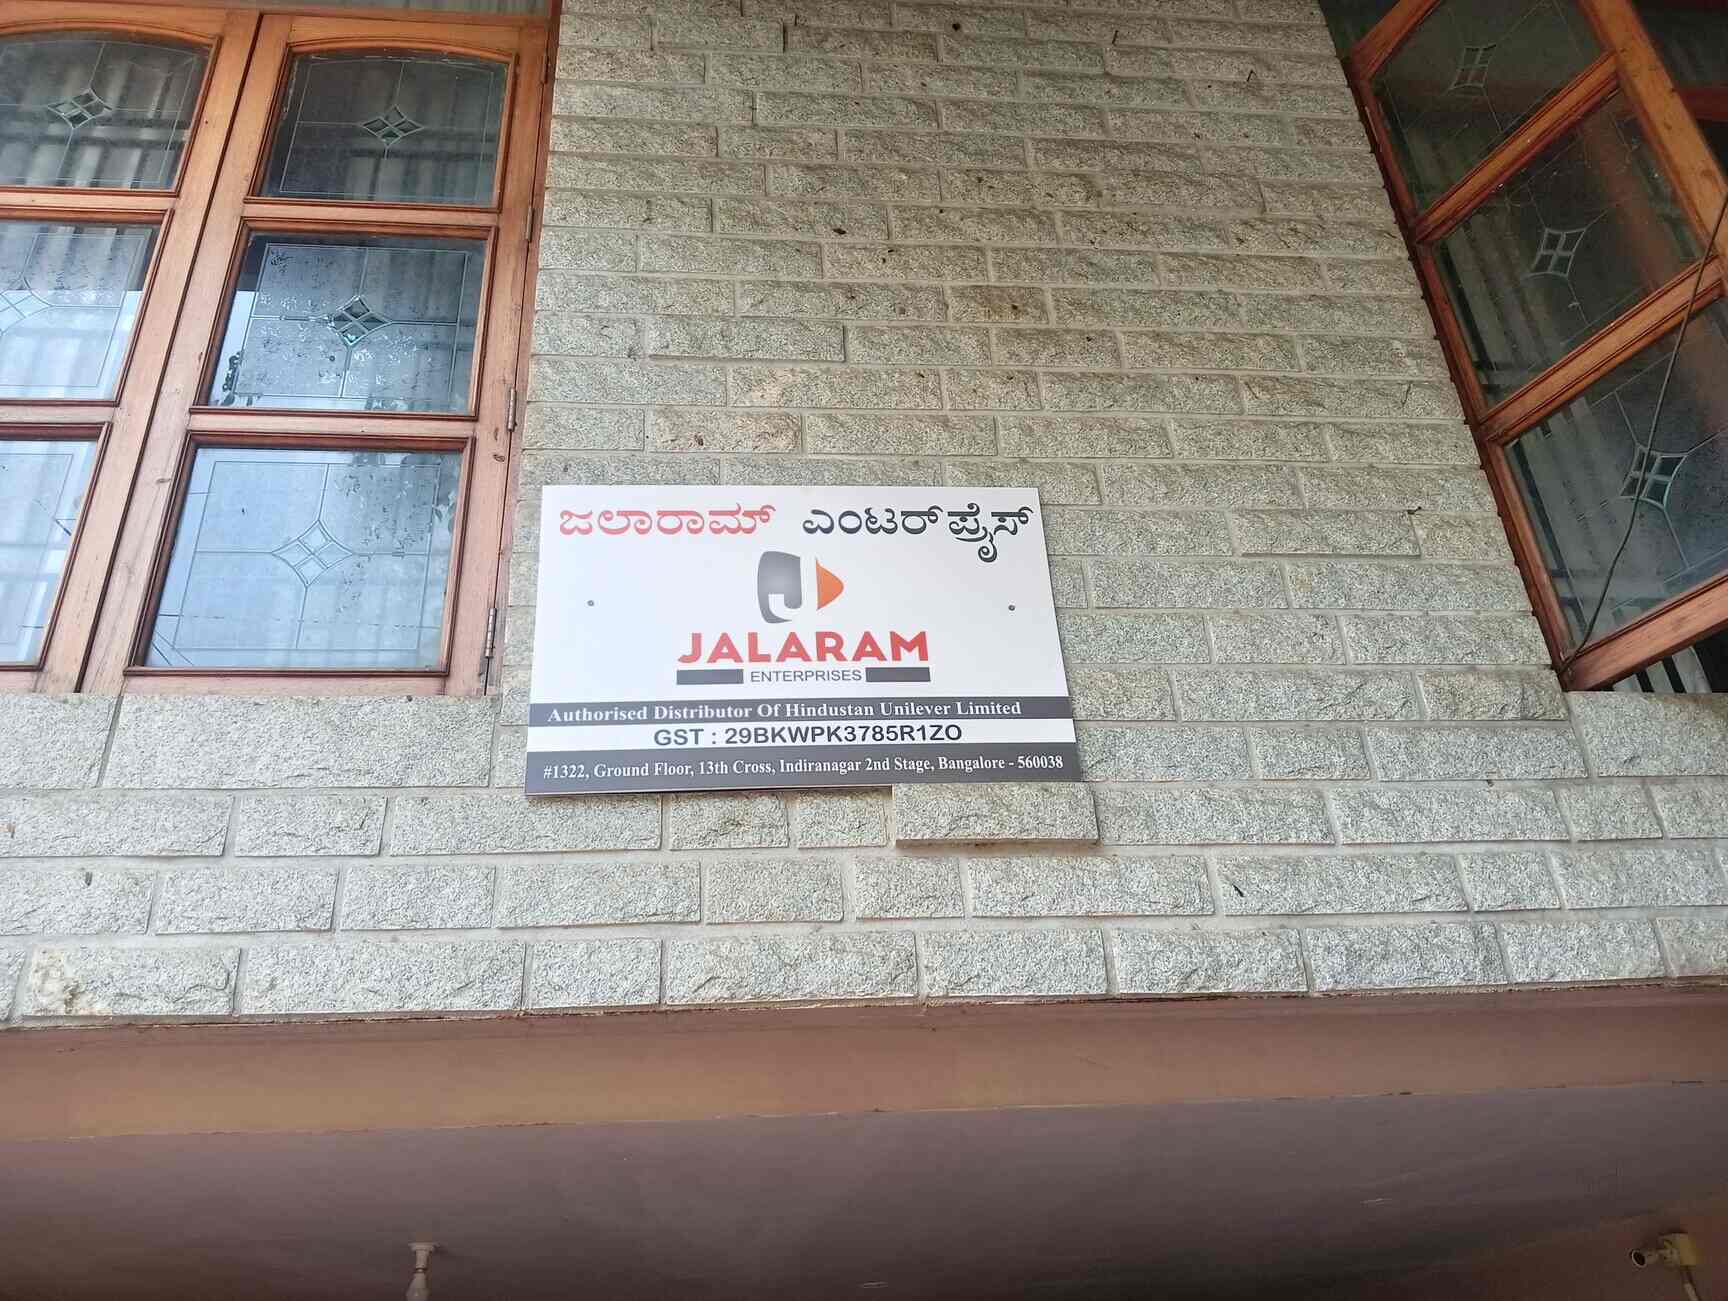 ಜಲಾರಾಮ್ ಎಂಟರ್‌ಪ್ರೈಸ್
JALARAM
ENTERPRISES
Authorised Distributor Of Hindustan Unilever Limited
GST : 29BKWPK3785R1ZO
#1322, Ground Floor, 13th Cross, Indiranagar 2nd Stage, Bangalore - 560038